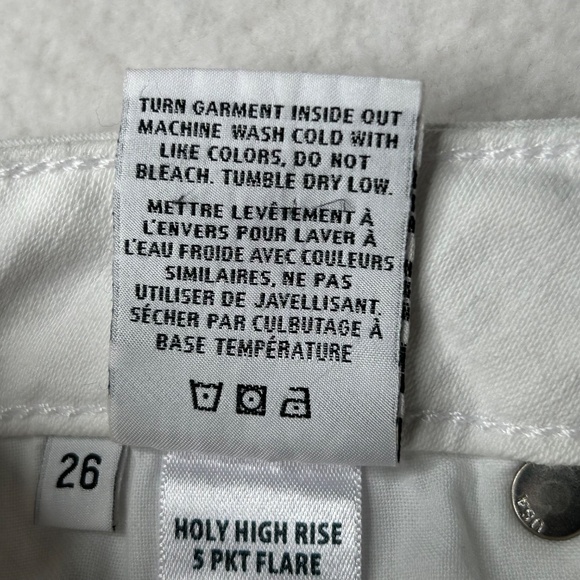 TURN GARMENT INSIDE OUT
MACHINE WASH COLD WITH
LIKE COLORS, DO NOT
BLEACH. TUMBLE DRY LOW.
METTRE LEVÊTEMENT À
L'ENVERS POUR LAVER À
L'EAU FROIDE AVEC COULEURS
SIMILAIRES, NE PAS
UTILISER DE JAVELLISANT.
SÉCHER PAR CULBUTAGE À
BASE TEMPÉRATURE
26
HOLY HIGH RISE
5 PKT FLARE